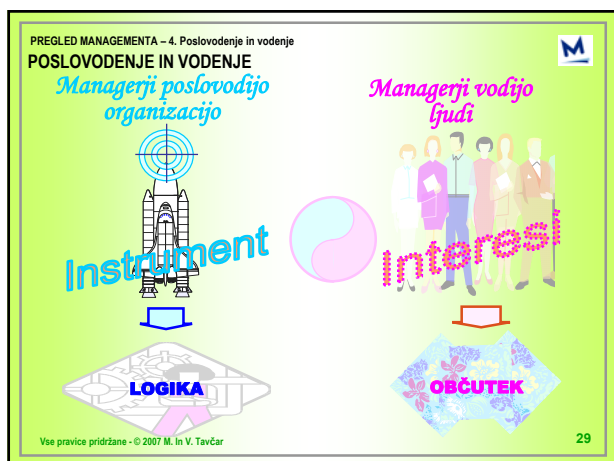 PREGLED MANAGEMENTA – 4. Poslovodenje in vodenje
POSLOVODENJE IN VODENJE
Managerji poslovodijo
organizacijo
Managerji vodijo
ljudi
Instrument
Interesi
LOGIKA
OBČUTEK
Vse pravice pridržane - © 2007 M. In V. Tavčar
29
M